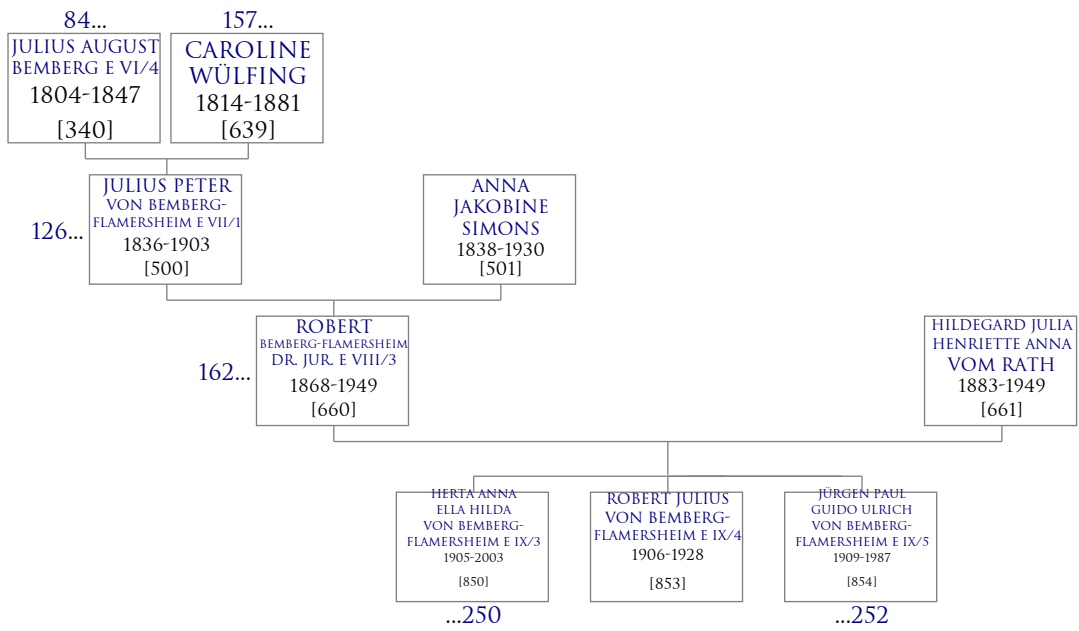 84...
157...
JULIUS AUGUST
BEMBERG E VI/4
1804-1847
[340]
CAROLINE
WÜLFING
1814-1881
[639]
126...
JULIUS PETER
VON BEMBERG-
FLAMERSHEIM E VII/1
1836-1903
[500]
ANNA
JAKOBINE
SIMONS
1838-1930
[501]
162...
ROBERT
BEMBERG-FLAMERSHEIM
DR. JUR. E VIII/3
1868-1949
[660]
HILDEGARD JULIA
HENRIETTE ANNA
VOM RATH
1883-1949
[661]
HERTA ANNA
ELLA HILDA
VON BEMBERG-
FLAMERSHEIM E IX/3
1905-2003
[850]
ROBERT JULIUS
VON BEMBERG-
FLAMERSHEIM E IX/4
1906-1928
[853]
JÜRGEN PAUL
GUIDO ULRICH
VON BEMBERG-
FLAMERSHEIM E IX/5
1909-1987
[854]
...250
...252